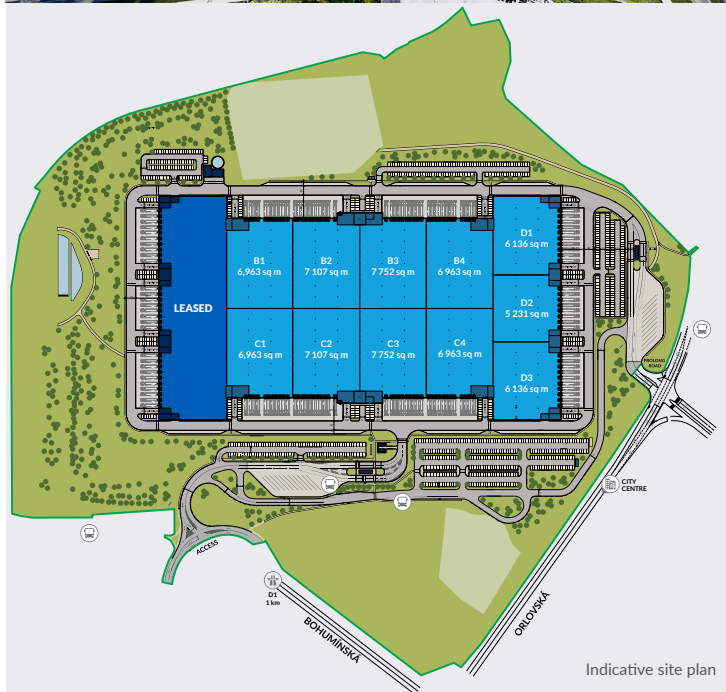 B1
6,963 sq m
B2
7 107 sq m
B3
7 752 sq m
B4
6 963 sq m
D1
6 136 sq m
LEASED
D2
5 231 sq m
C1
6,963 sq m
C2
7 107 sq m
C3
7 752 sq m
C4
6 963 sq m
D3
6 136 sq m
PROLONG
ROAD
CITY
CENTRE
ACCESS
D1
1 km
BOHUMÍNSKÁ
ORLOVSKÁ
Indicative site plan